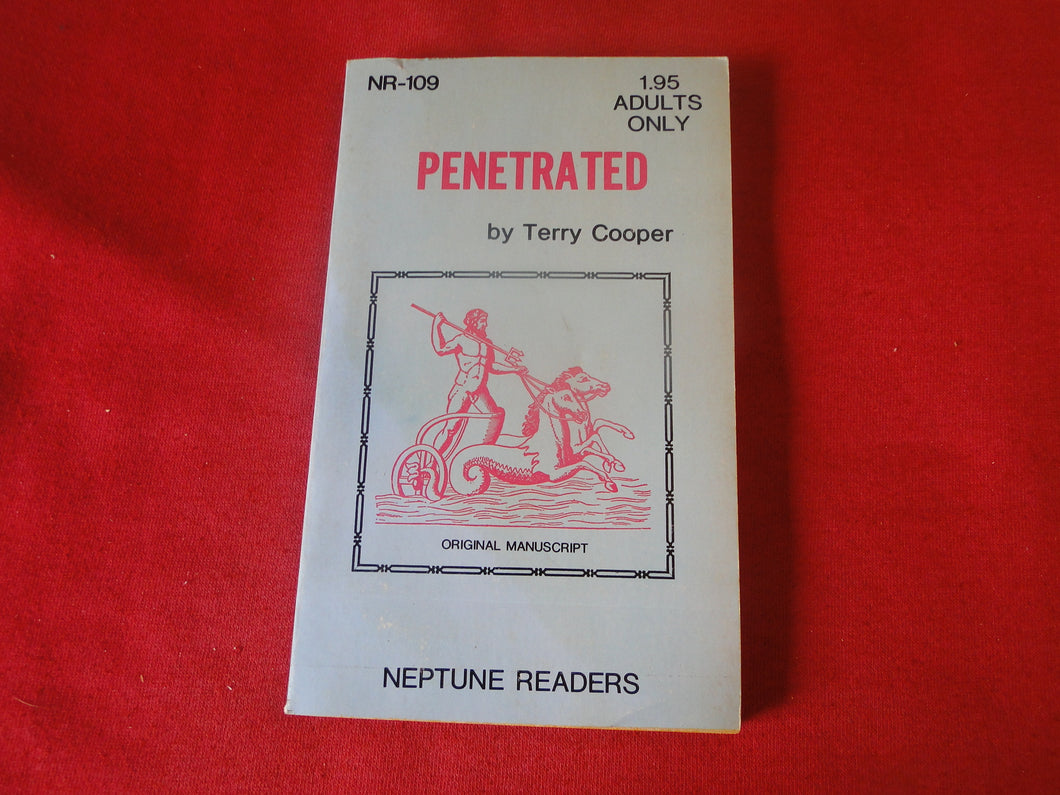 NR-109
1.95
ADULTS
ONLY
PENETRATED
by Terry Cooper
ORIGINAL MANUSCRIPT
NEPTUNE READERS